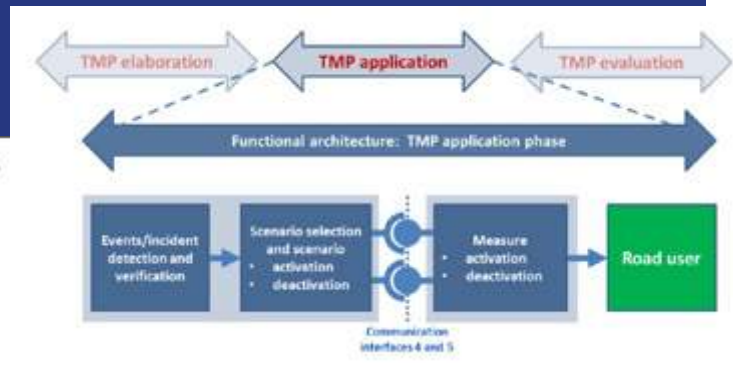 TMP elaboration
TMP application
TMP evaluation
Functional architecture: TMP application phase
Events/incident
detection and
verification
Scenario selection
and scenario
• activation
• deactivation
Measure
• activation
• deactivation
Road user
Communication
interfaces 4 and 5